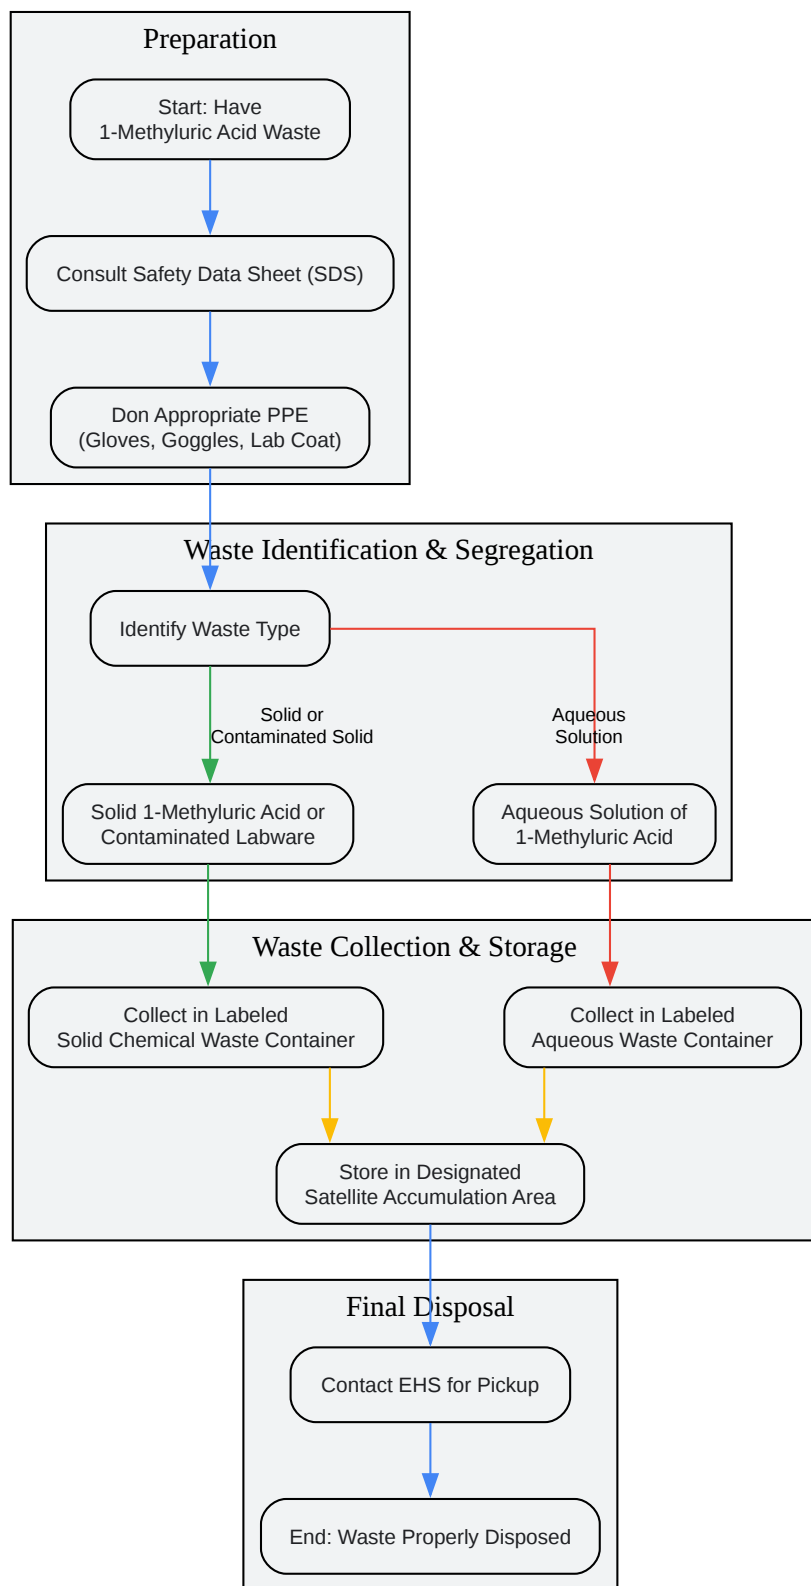 Preparation
Start: Have
1-Methyluric Acid Waste
Consult Safety Data Sheet (SDS)
Don Appropriate PPE
(Gloves, Goggles, Lab Coat)
Waste Identification & Segregation
Identify Waste Type
Solid or
Contaminated Solid
Aqueous
Solution
Solid 1-Methyluric Acid or
Contaminated Labware
Aqueous Solution of
1-Methyluric Acid
Waste Collection & Storage
Collect in Labeled
Solid Chemical Waste Container
Collect in Labeled
Aqueous Waste Container
Store in Designated
Satellite Accumulation Area
Final Disposal
Contact EHS for Pickup
End: Waste Properly Disposed